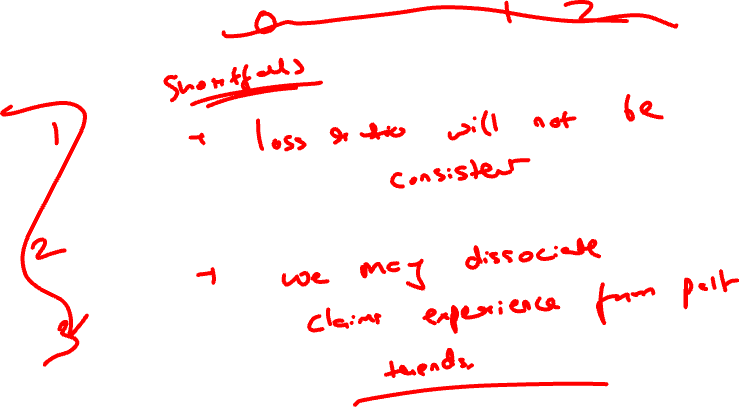 0 1 2
Shortfalls
1 → loss ratio will not be
consistent
2 → we may dissociate
claims experience from past
trends